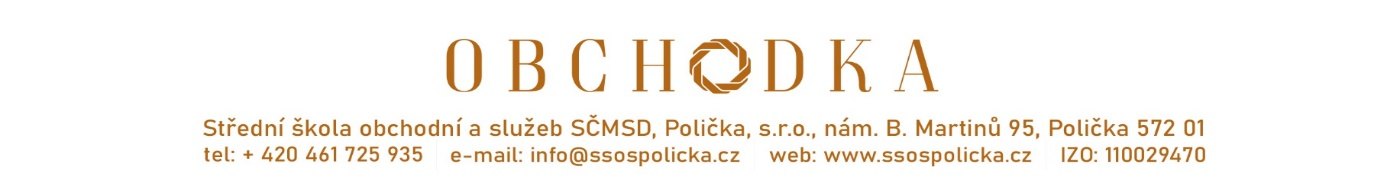 OBCHODKA
Střední škola obchodní a služeb SČMSD, Polička, s.r.o., nám. B. Martinů 95, Polička 572 01
tel: + 420 461 725 935 e-mail: info@ssospolicka.cz web: www.ssospolicka.cz IZO: 110029470